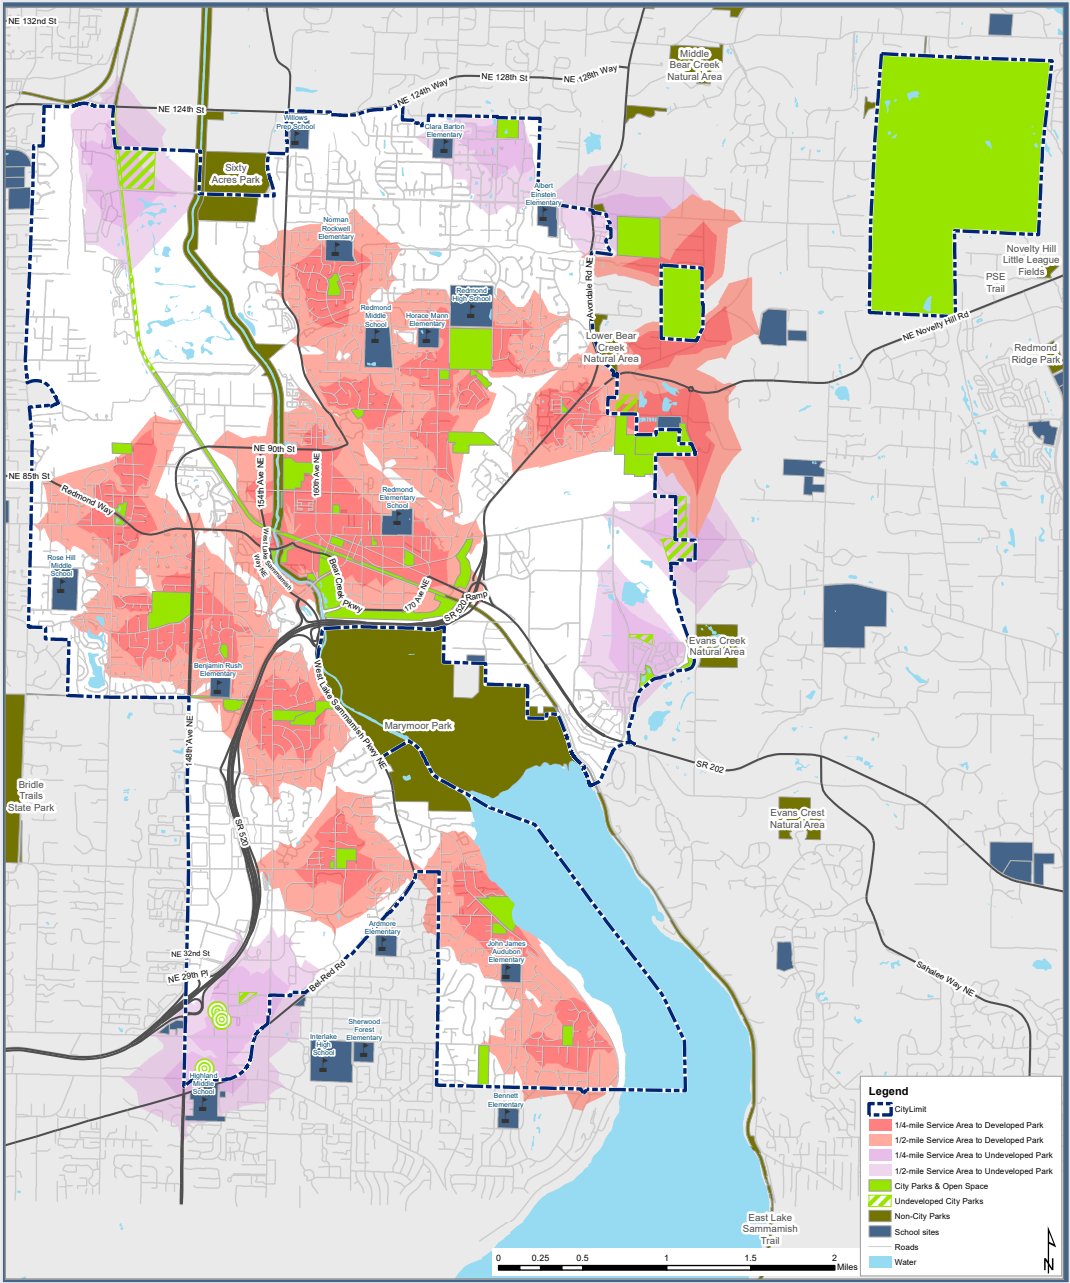 NE 132nd St
NE 124th St
NE 124th Way
NE 128th St
NE 128th Way
Middle
Bear Creek
Natural Area
Willows
Prep School
Clara Barton
Elementary
Sixty
Acres Park
Albert
Einstein
Elementary
Norman
Rockwell
Elementary
Avondale Rd NE
Novelty Hill
Little League
Fields
PSE
Trail
Redmond
High School
Redmond
Middle
School
Horace Mann
Elementary
NE Novelty Hill Rd
Lower Bear
Creek
Natural Area
Redmond
Ridge Park
NE 90th St
NE 85th St
Redmond Way
154th Ave NE
160th Ave NE
Redmond
Elementary
School
Rose Hill
Middle
School
West Lake Sammamish
Way NE
Bear Creek
Pkwy
170 Ave NE
SR 520
Ramp
Evans Creek
Natural Area
Benjamin Rush
Elementary
West Lake Sammamish Pkwy NE
Marymoor Park
148th Ave NE
SR 202
Bridle
Trails
State Park
SR 520
Evans Crest
Natural Area
Ardmore
Elementary
John James
Audubon
Elementary
NE 32nd St
NE 29th Pl
Bel-Red Rd
Sahalee Way NE
Interlake
High
School
Sherwood
Forest
Elementary
Highland
Middle
School
Bennett
Elementary
East Lake
Sammamish
Trail
Legend
CityLimit
1/4-mile Service Area to Developed Park
1/2-mile Service Area to Developed Park
1/4-mile Service Area to Undeveloped Park
1/2-mile Service Area to Undeveloped Park
City Parks & Open Space
Undeveloped City Parks
Non-City Parks
School sites
Roads
Water
0 0.25 0.5 1 1.5 2
Miles
N